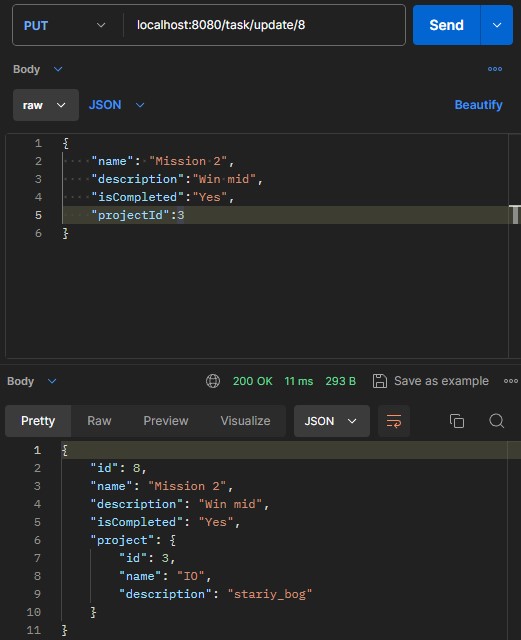 PUT localhost:8080/task/update/8 Send
Body
raw JSON Beautify
1 {
2 "name": "Mission 2",
3 "description":"Win mid",
4 "isCompleted":"Yes",
5 "projectId":3
6 }
Body 200 OK 11 ms 293 B Save as example
Pretty Raw Preview Visualize JSON
1 {
2 "id": 8,
3 "name": "Mission 2",
4 "description": "Win mid",
5 "isCompleted": "Yes",
6 "project": {
7 "id": 3,
8 "name": "IO",
9 "description": "stariy_bog"
10 }
11 }